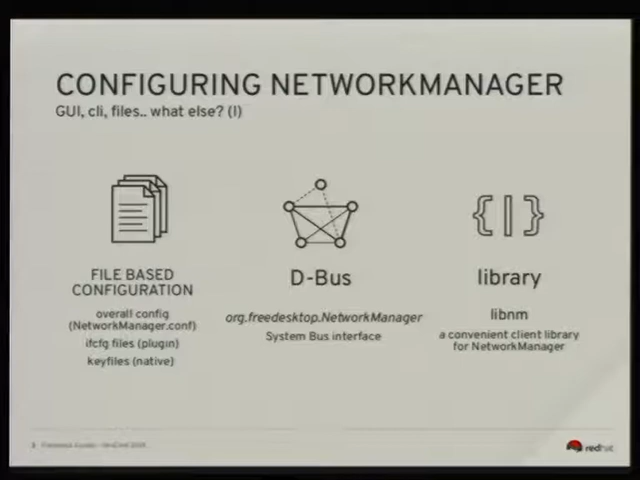 CONFIGURING NETWORKMANAGER
GUI, cli, files.. what else? (I)
FILE BASED
CONFIGURATION
overall config
(NetworkManager.conf)
ifcfg files (plugin)
keyfiles (native)
D-Bus
org.freedesktop.NetworkManager
System Bus interface
{|}
library
libnm
a convenient client library
for NetworkManager
redhat